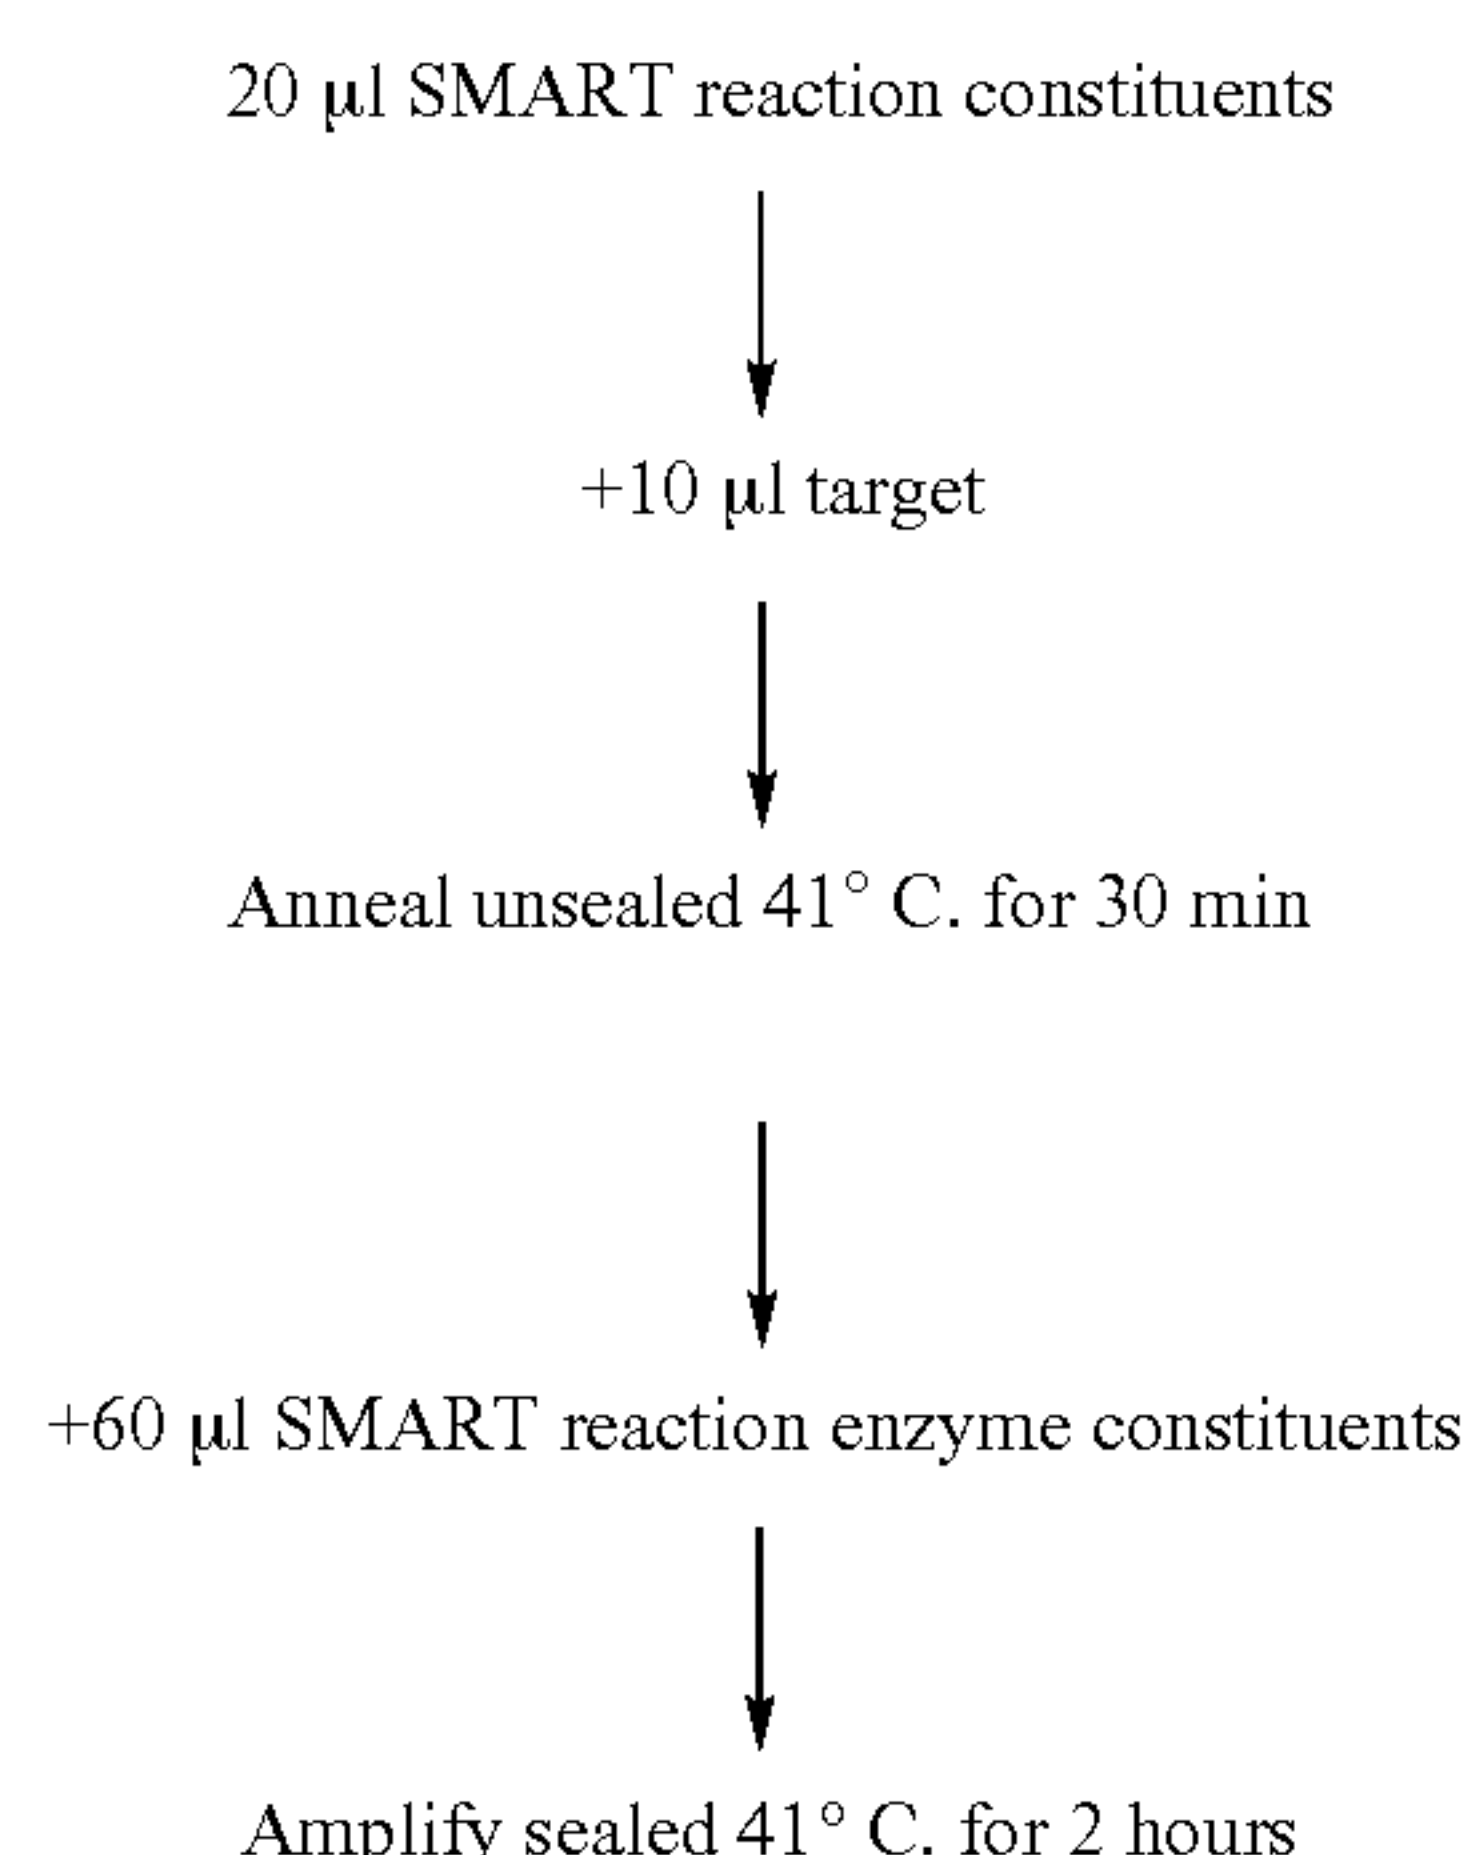 20 μl SMART reaction constituents
+10 μl target
Anneal unsealed 41° C. for 30 min
+60 μl SMART reaction enzyme constituents
Amplify sealed 41° C. for 2 hours